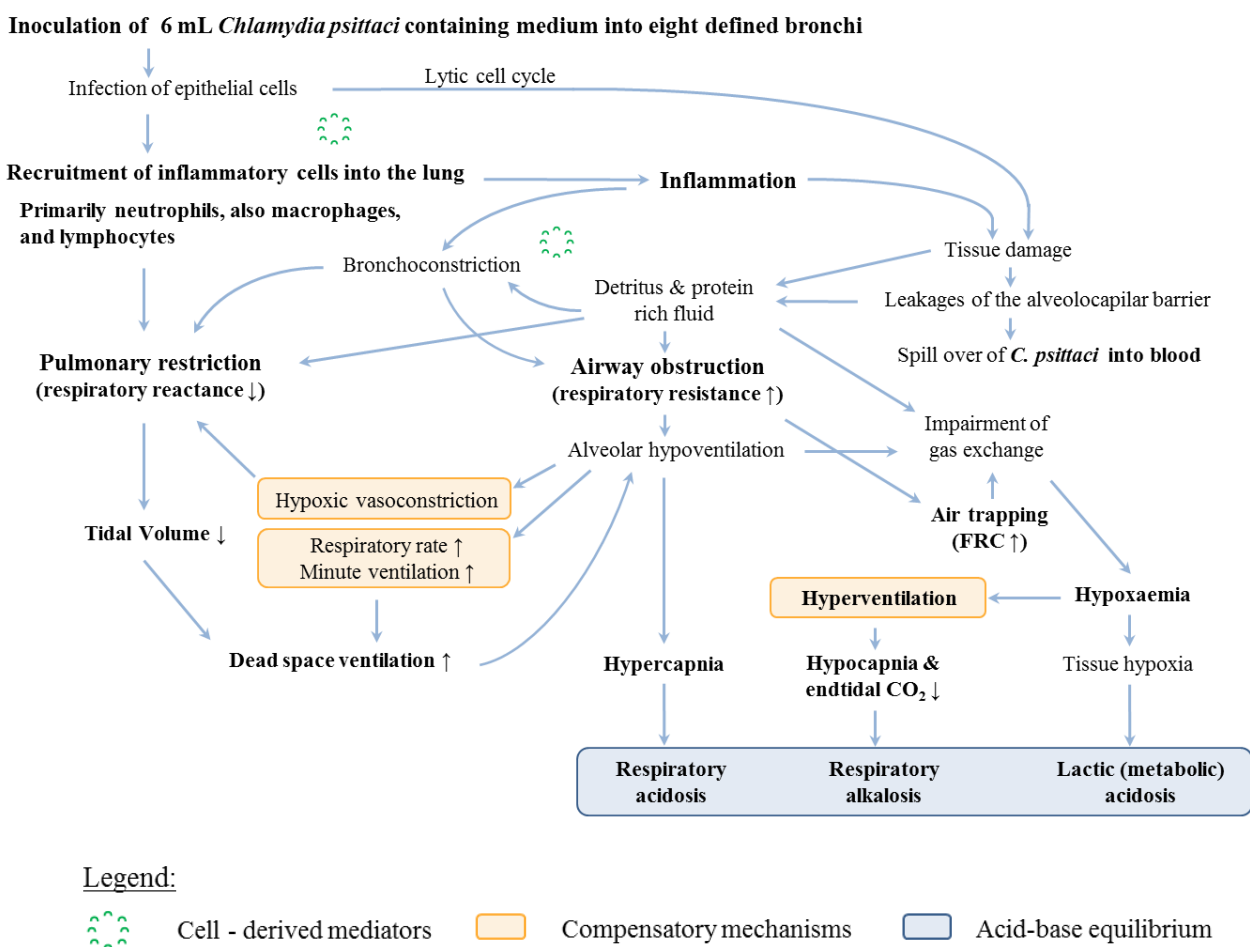 Inoculation of 6 mL Chlamydia psittaci containing medium into eight defined bronchi
Infection of epithelial cells
Lytic cell cycle
Recruitment of inflammatory cells into the lung
Primarily neutrophils, also macrophages,
and lymphocytes
Inflammation
Tissue damage
Bronchoconstriction
Detritus & protein
rich fluid
Leakages of the alveolocapilar barrier
Spill over of C. psittaci into blood
Pulmonary restriction
(respiratory reactance ↓)
Airway obstruction
(respiratory resistance ↑)
Impairment of
gas exchange
Alveolar hypoventilation
Hypoxic vasoconstriction
Air trapping
(FRC ↑)
Tidal Volume ↓
Respiratory rate ↑
Minute ventilation ↑
Hyperventilation
Hypoxaemia
Dead space ventilation ↑
Hypercapnia
Hypocapnia &
endtidal CO₂ ↓
Tissue hypoxia
Respiratory
acidosis
Respiratory
alkalosis
Lactic (metabolic)
acidosis
Legend:
Cell - derived mediators
Compensatory mechanisms
Acid-base equilibrium